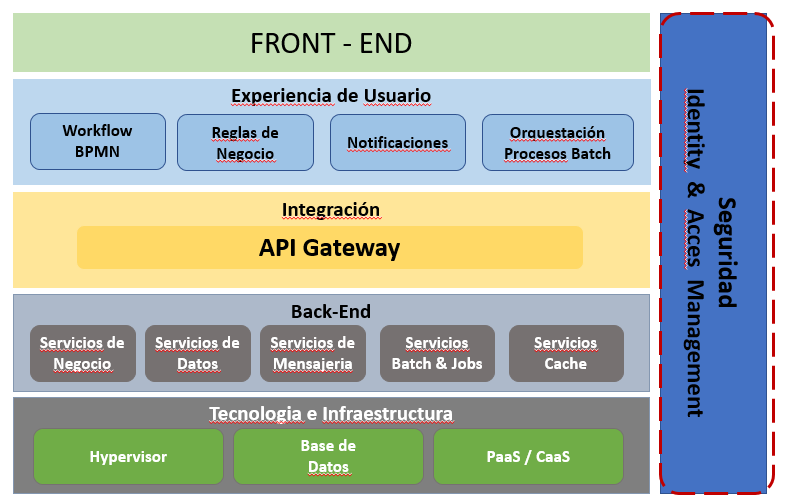 FRONT - END
Experiencia de Usuario
Workflow
BPMN
Reglas de
Negocio
Notificaciones
Orquestación
Procesos Batch
Integración
API Gateway
Back-End
Servicios de
Negocio
Servicios de
Datos
Servicios de
Mensajeria
Servicios
Batch & Jobs
Servicios
Cache
Tecnologia e Infraestructura
Hypervisor
Base de
Datos
PaaS / CaaS
Seguridad
Identity & Acces Management